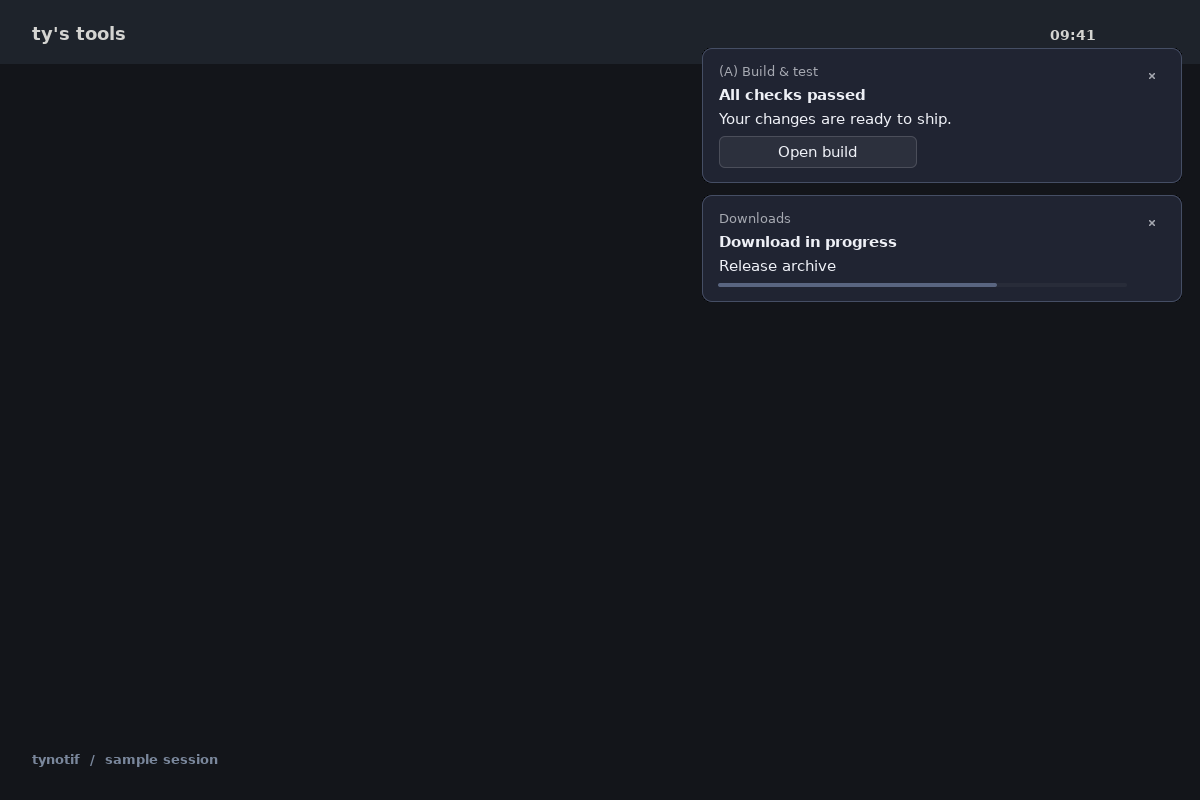 ty's tools
09:41
(A) Build & test
×
All checks passed
Your changes are ready to ship.
Open build
Downloads
×
Download in progress
Release archive
tynotif / sample session